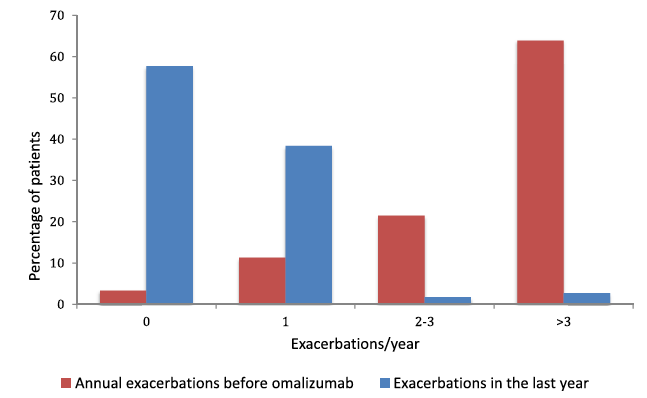 70
60
50
40
30
20
10
0
Percentage of patients
0 1 2-3 >3
Exacerbations/year
Annual exacerbations before omalizumab Exacerbations in the last year